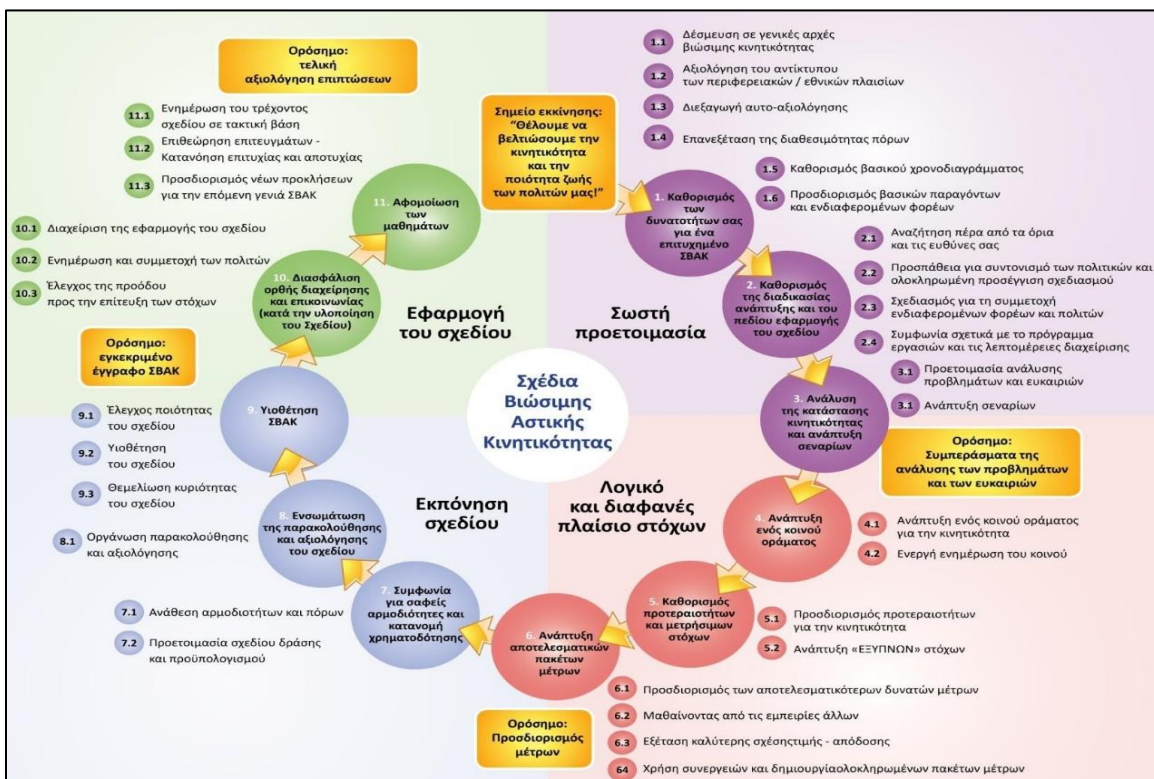 Σημείο εκκίνησης:
“Θέλουμε να
βελτιώσουμε την
κινητικότητα
και την
ποιότητα ζωής
των πολιτών μας!”
1. Καθορισμός
των
δυνατοτήτων σας
για ένα
επιτυχημένο
ΣΒΑΚ
1.1 Δέσμευση σε γενικές αρχές
βιώσιμης κινητικότητας
1.2 Αξιολόγηση του αντίκτυπου
των περιφερειακών / εθνικών πλαισίων
1.3 Διεξαγωγή αυτο-αξιολόγησης
1.4 Επανεξέταση της διαθεσιμότητας πόρων
1.5 Καθορισμός βασικού χρονοδιαγράμματος
1.6 Προσδιορισμός βασικών παραγόντων
και ενδιαφερομένων φορέων
2. Καθορισμός
της διαδικασίας
ανάπτυξης και του
πεδίου εφαρμογής
του σχεδίου
2.1 Αναζήτηση πέρα από τα όρια
και τις ευθύνες σας
2.2 Προσπάθεια για συντονισμό των πολιτικών και
ολοκληρωμένη προσέγγιση σχεδιασμού
2.3 Σχεδιασμός για τη συμμετοχή
ενδιαφερομένων φορέων και πολιτών
2.4 Συμφωνία σχετικά με το πρόγραμμα
εργασιών και τις λεπτομέρειες διαχείρισης
3. Ανάλυση
της κατάστασης
κινητικότητας
και ανάπτυξη
σεναρίων
3.1 Προετοιμασία ανάλυσης
προβλημάτων και ευκαιριών
3.1 Ανάπτυξη σεναρίων
Σωστή
προετοιμασία
Ορόσημο:
Συμπεράσματα της
ανάλυσης των προβλημάτων
και των ευκαιριών
Σχέδια
Βιώσιμης
Αστικής
Κινητικότητας
Λογικό
και διαφανές
πλαίσιο στόχων
4. Ανάπτυξη
ενός κοινού
οράματος
4.1 Ανάπτυξη ενός κοινού οράματος
για την κινητικότητα
4.2 Ενεργή ενημέρωση του κοινού
5. Καθορισμός
προτεραιοτήτων
και μετρήσιμων
στόχων
5.1 Προσδιορισμός προτεραιοτήτων
για την κινητικότητα
5.2 Ανάπτυξη «ΕΞΥΠΝΩΝ» στόχων
6. Ανάπτυξη
αποτελεσματικών
πακέτων
μέτρων
6.1 Προσδιορισμός των αποτελεσματικότερων δυνατών μέτρων
6.2 Μαθαίνοντας από τις εμπειρίες άλλων
6.3 Εξέταση καλύτερης σχέσηςτιμής - απόδοσης
64 Χρήση συνεργειών και δημιουργίαολοκληρωμένων πακέτων μέτρων
Ορόσημο:
Προσδιορισμός
μέτρων
Εκπόνηση
σχεδίου
7. Συμφωνία
για σαφείς
αρμοδιότητες και
κατανομή
χρηματοδότησης
7.1 Ανάθεση αρμοδιοτήτων και πόρων
7.2 Προετοιμασία σχεδίου δράσης
και προϋπολογισμού
8. Ενσωμάτωση
της παρακολούθησης
και αξιολόγησης
του σχεδίου
8.1 Οργάνωση παρακολούθησης
και αξιολόγησης
9. Υιοθέτηση
ΣΒΑΚ
9.1 Έλεγχος ποιότητας
του σχεδίου
9.2 Υιοθέτηση
του σχεδίου
9.3 Θεμελίωση κυριότητας
του σχεδίου
Ορόσημο:
εγκεκριμένο
έγγραφο ΣΒΑΚ
Εφαρμογή
του σχεδίου
10. Διασφάλιση
ορθής διαχείρησης
και επικοινωνίας
(κατά την υλοποίηση
του Σχεδίου)
10.1 Διαχείριση της εφαρμογής του σχεδίου
10.2 Ενημέρωση και συμμετοχή των πολιτών
10.3 Έλεγχος της προόδου
προς την επίτευξη των στόχων
11. Αφομοίωση
των
μαθημάτων
11.1 Ενημέρωση του τρέχοντος
σχεδίου σε τακτική βάση
11.2 Επιθεώρηση επιτευγμάτων -
Κατανόηση επιτυχίας και αποτυχίας
11.3 Προσδιορισμός νέων προκλήσεων
για την επόμενη γενιά ΣΒΑΚ
Ορόσημο:
τελική
αξιολόγηση επιπτώσεων